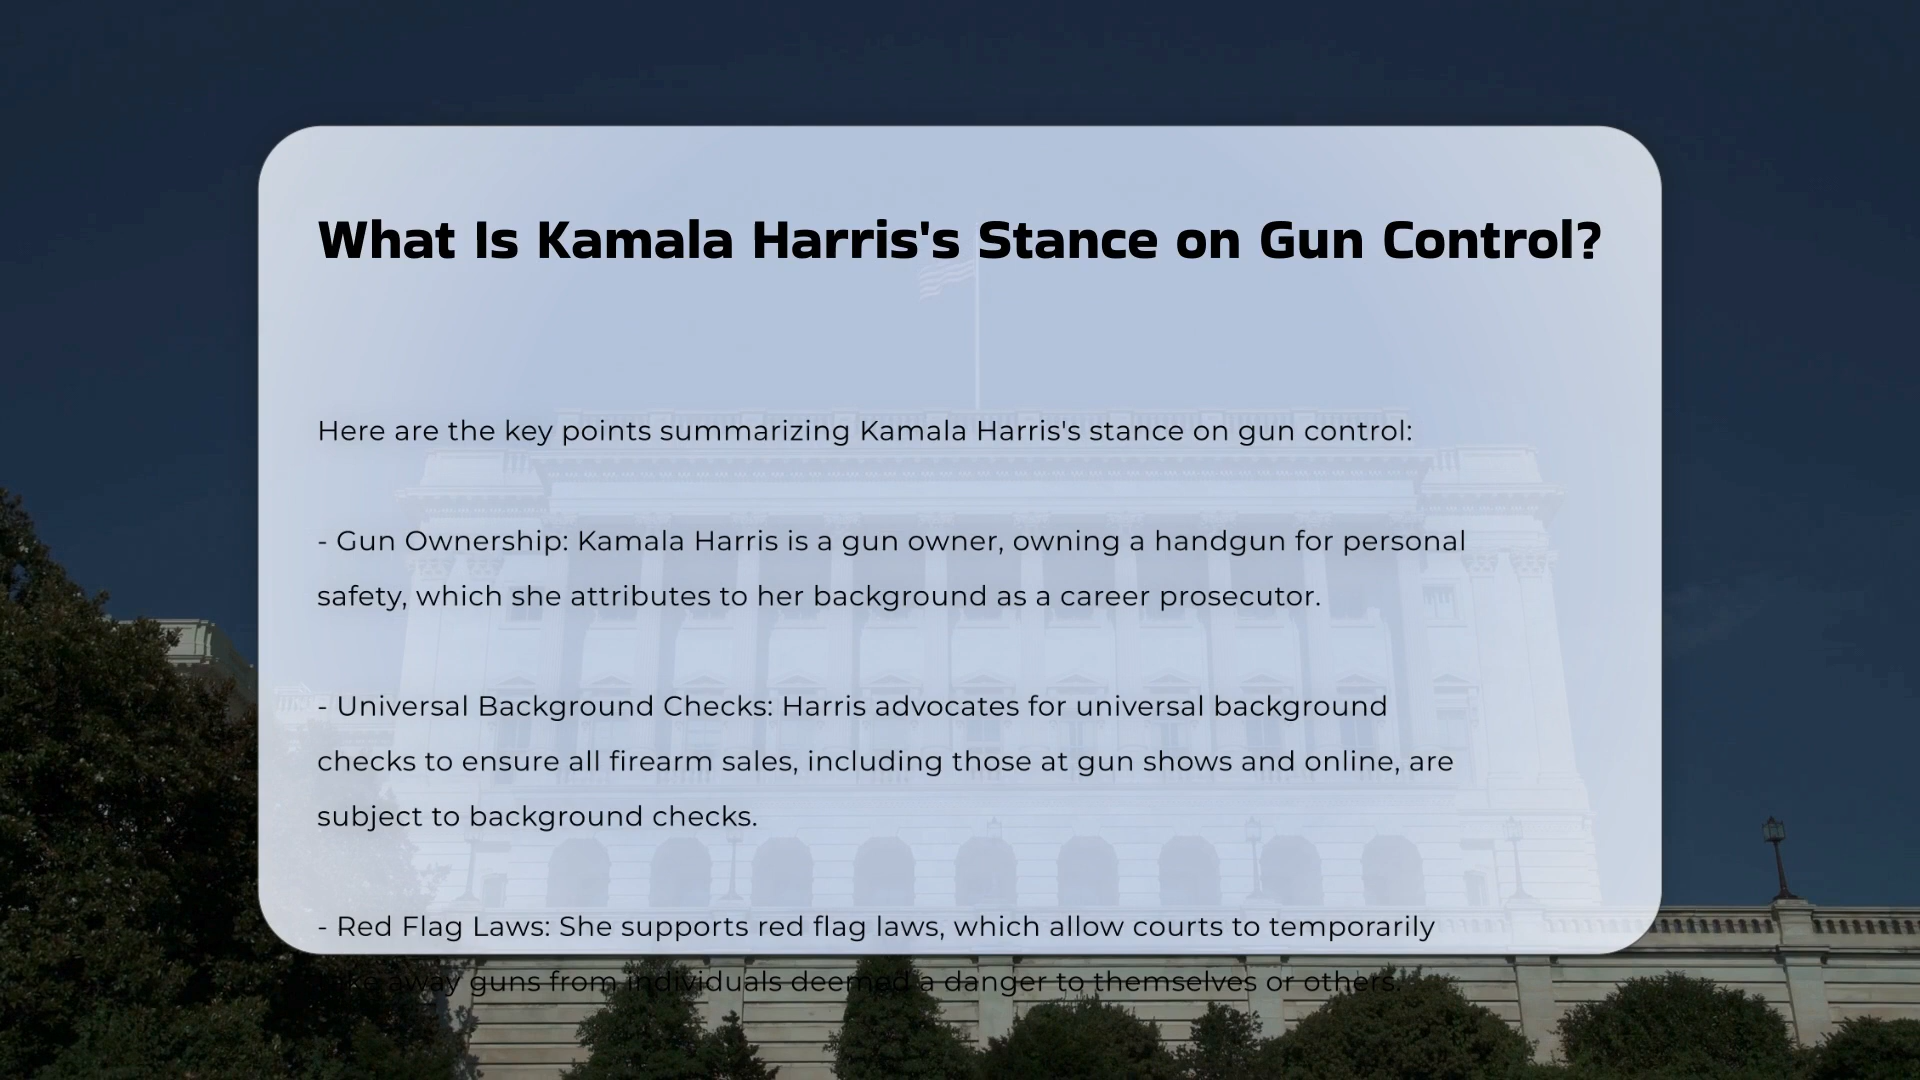 What Is Kamala Harris's Stance on Gun Control?
Here are the key points summarizing Kamala Harris's stance on gun control:
- Gun Ownership: Kamala Harris is a gun owner, owning a handgun for personal
safety, which she attributes to her background as a career prosecutor.
- Universal Background Checks: Harris advocates for universal background
checks to ensure all firearm sales, including those at gun shows and online, are
subject to background checks.
- Red Flag Laws: She supports red flag laws, which allow courts to temporarily
take away guns from individuals deemed a danger to themselves or others.